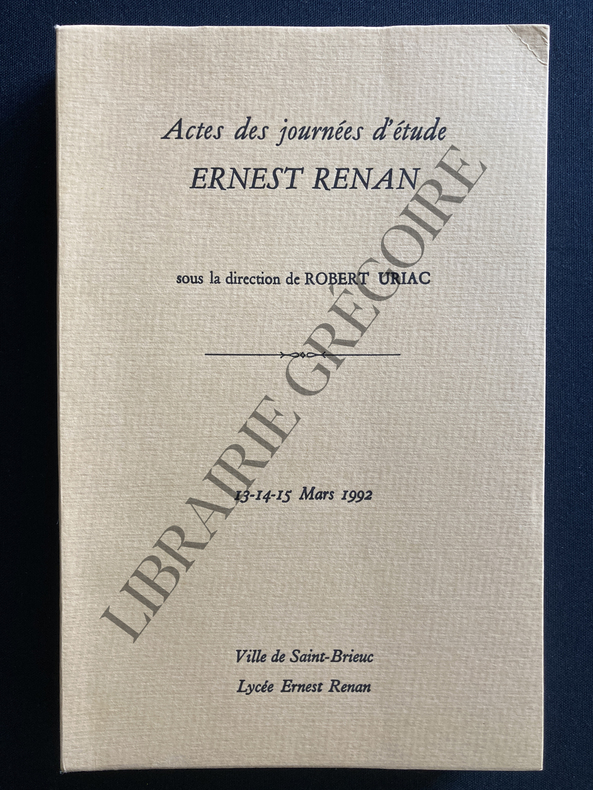 Actes des journées d'étude
ERNEST RENAN
sous la direction de ROBERT URIAC
13-14-15 Mars 1992
Ville de Saint-Brieuc
Lycée Ernest Renan
LIBRAIRIE GRÉGOIRE